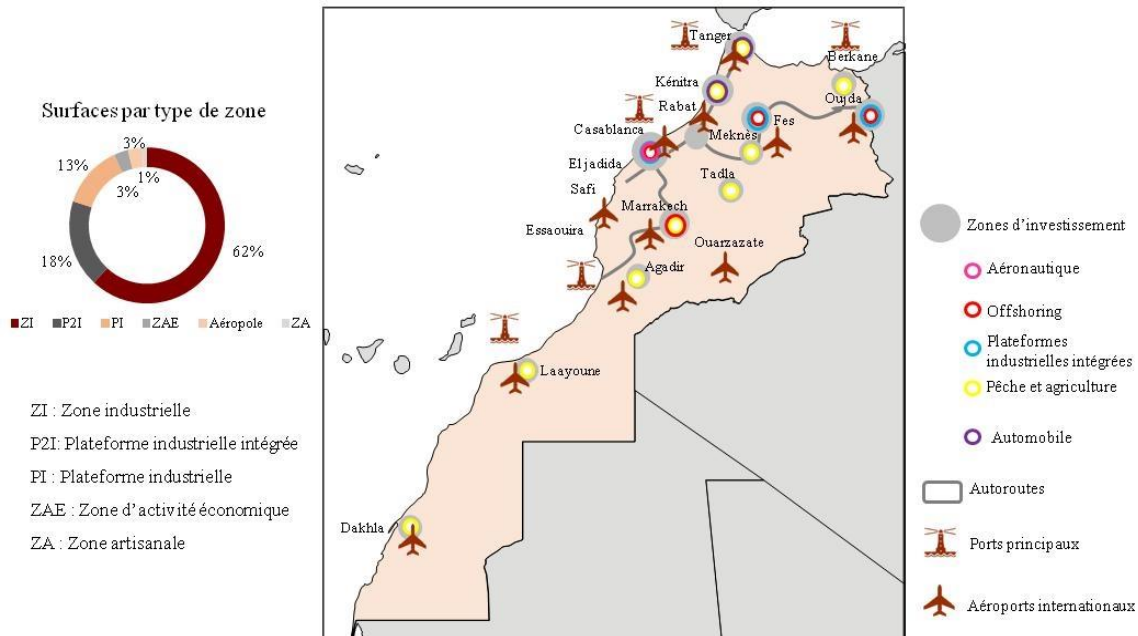 Surfaces par type de zone
3%
13%
1%
3%
18%
62%
ZI P2I PI ZAE Aéropole ZA
ZI : Zone industrielle
P2I: Plateforme industrielle intégrée
PI : Plateforme industrielle
ZAE : Zone d'activité économique
ZA : Zone artisanale
Tanger
Berkane
Kénitra
Oujda
Rabat
Fes
Casablanca
Meknès
El jadida
Tadla
Safi
Marrakech
Essaouira
Ouarzazate
Agadir
Laayoune
Dakhla
Zones d'investissement
Aéronautique
Offshoring
Plateformes
industrielles intégrées
Pêche et agriculture
Automobile
Autoroutes
Ports principaux
Aéroports internationaux